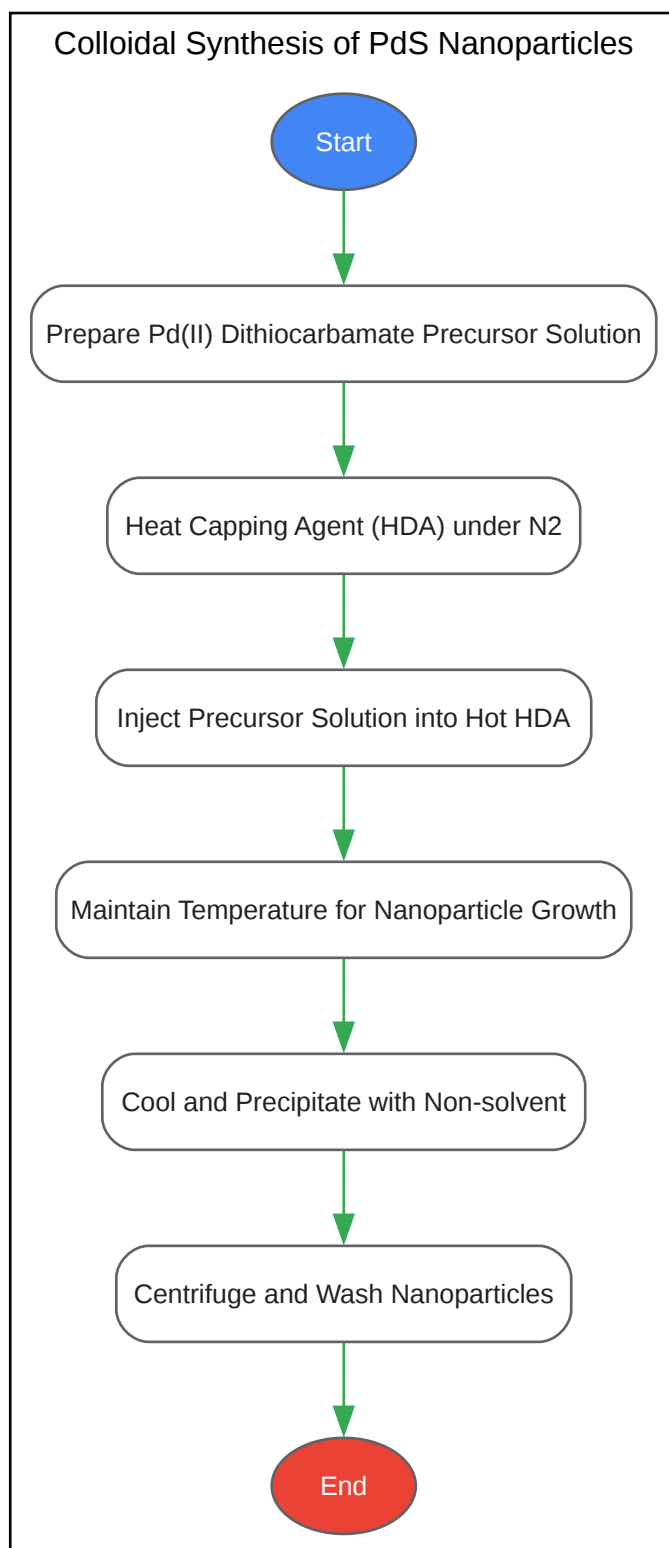 Colloidal Synthesis of PdS Nanoparticles
Start
Prepare Pd(II) Dithiocarbamate Precursor Solution
Heat Capping Agent (HDA) under N2
Inject Precursor Solution into Hot HDA
Maintain Temperature for Nanoparticle Growth
Cool and Precipitate with Non-solvent
Centrifuge and Wash Nanoparticles
End